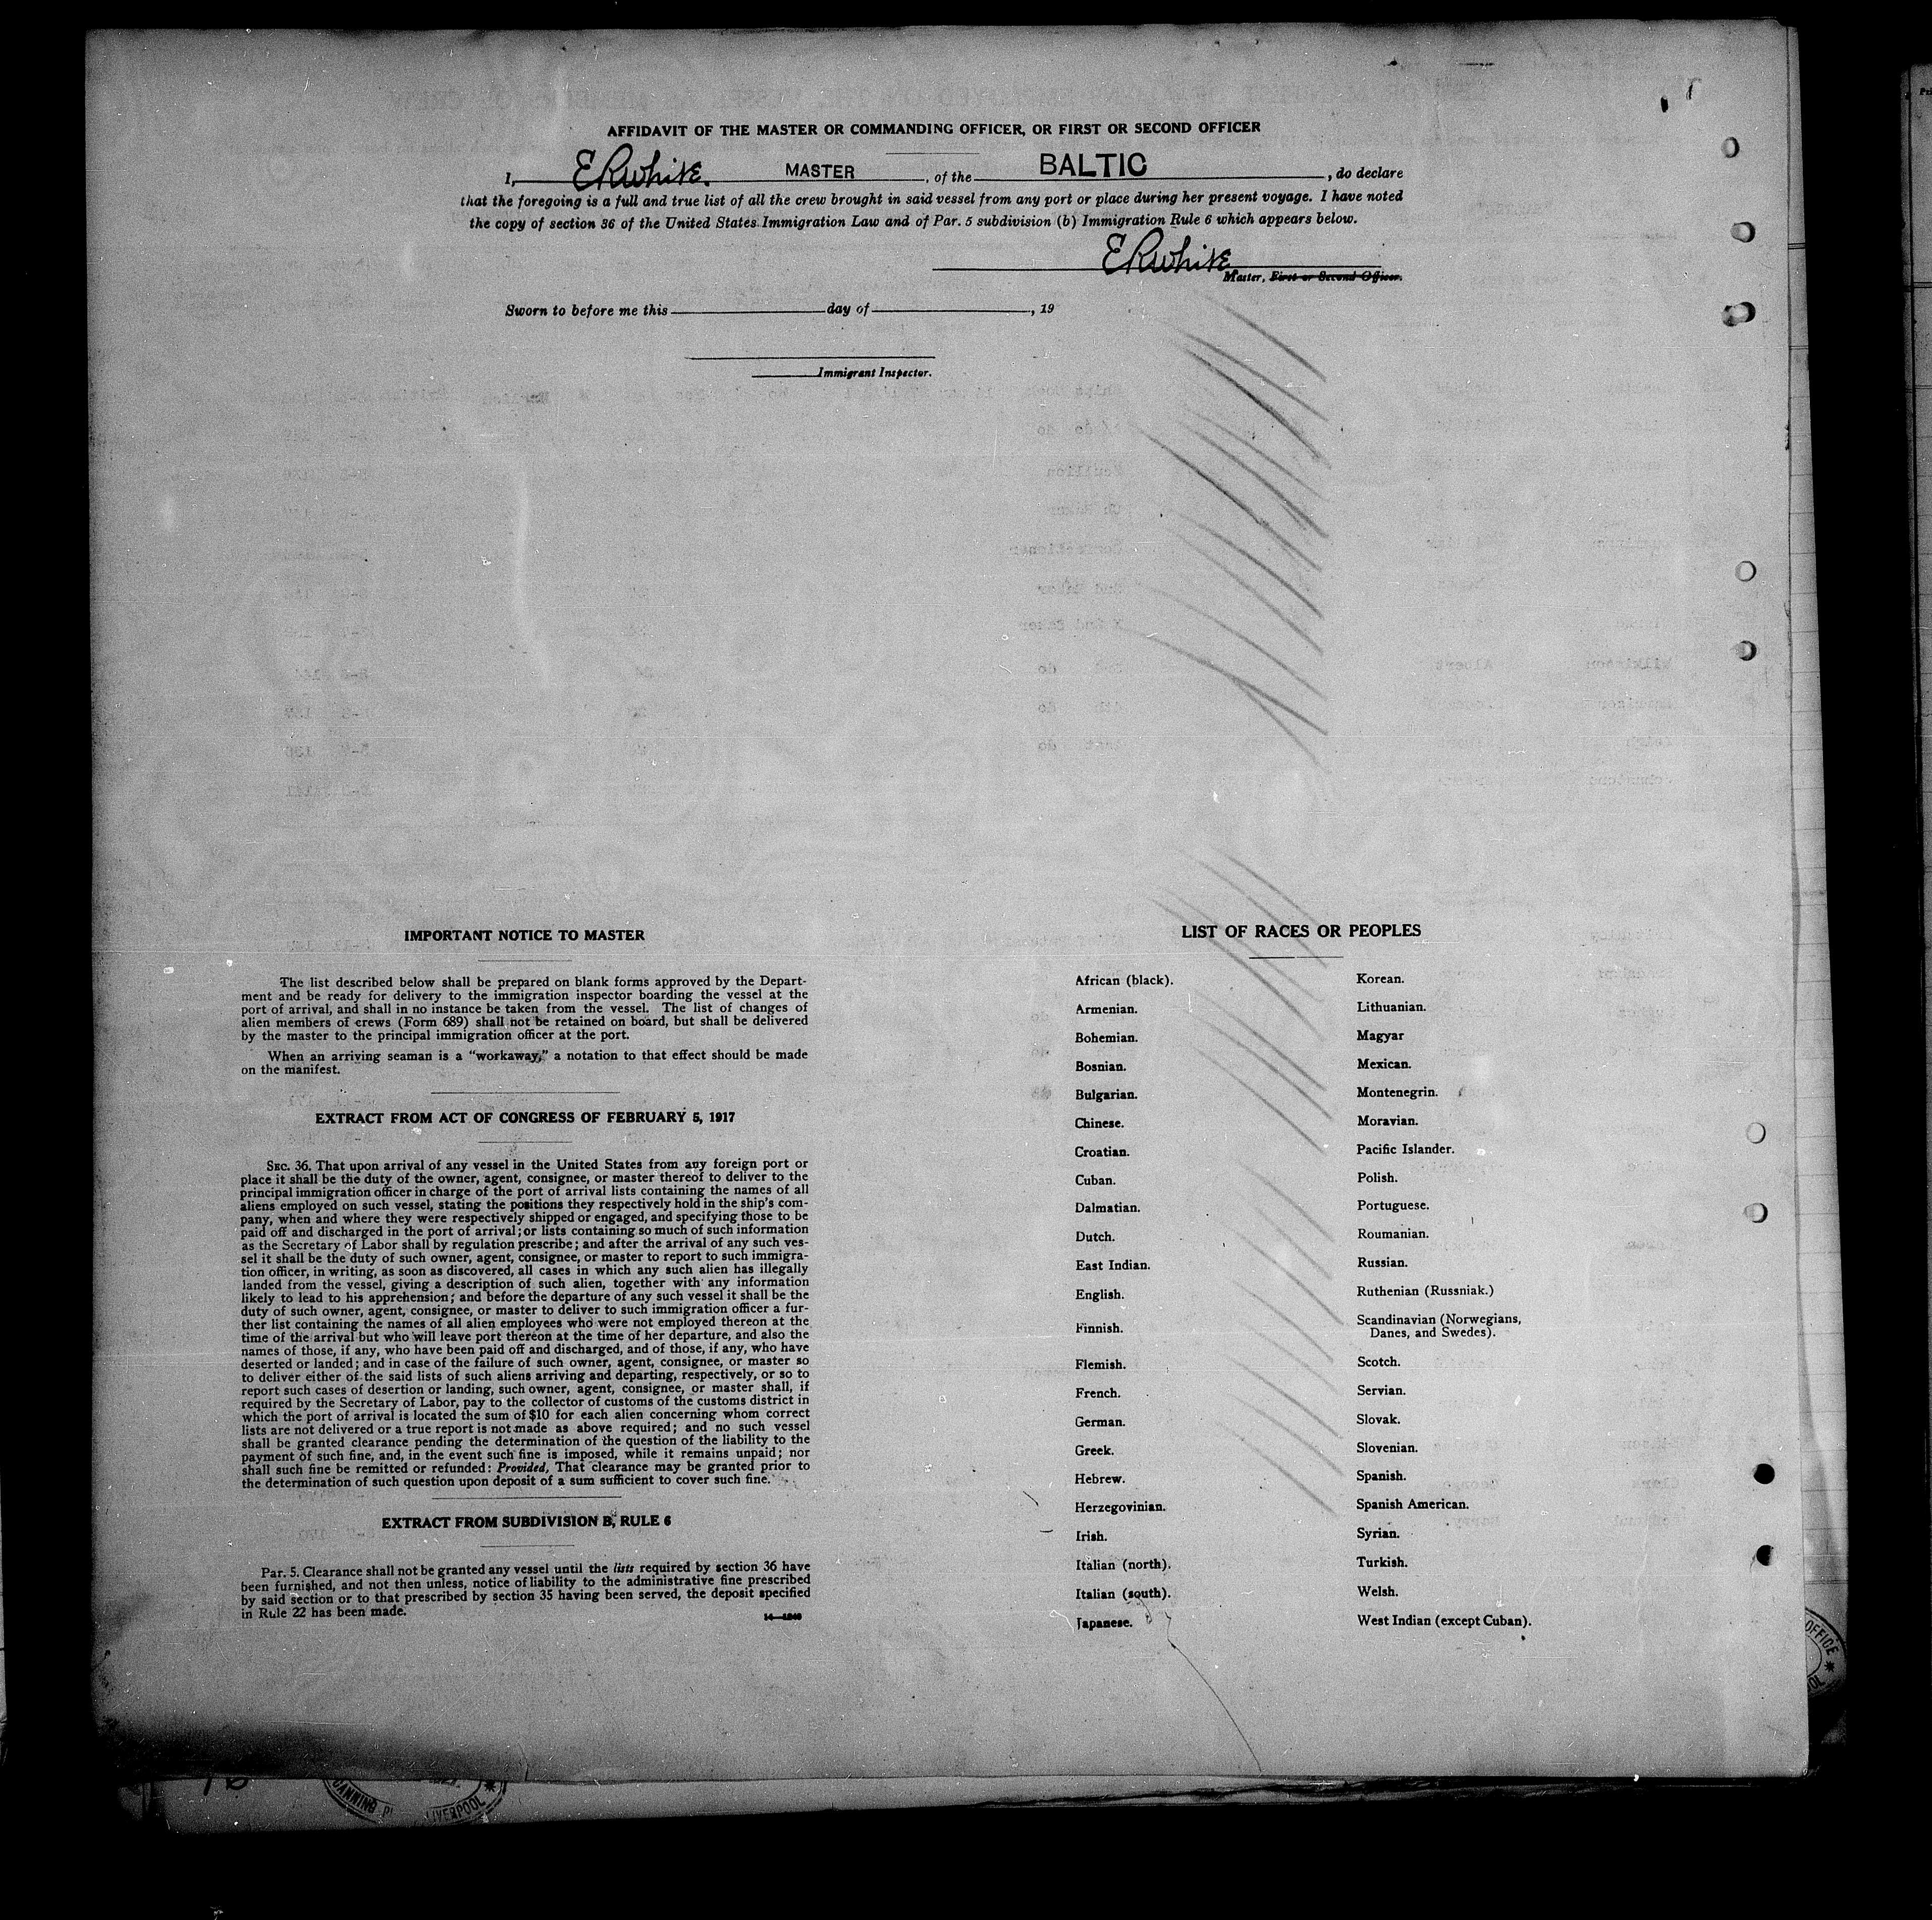 AFFIDAVIT OF THE MASTER OR COMMANDING OFFICER, OR FIRST OR SECOND OFFICER
I, ERWhite. MASTER, of the BALTIC, do declare
that the foregoing is a full and true list of all the crew brought in said vessel from any port or place during her present voyage. I have noted
the copy of section 36 of the United States Immigration Law and of Par. 5 subdivision (b) Immigration Rule 6 which appears below.
ERWhite
Master, First or Second Officer.
Sworn to before me this day of , 19
Immigrant Inspector.
IMPORTANT NOTICE TO MASTER
The list described below shall be prepared on blank forms approved by the Depart-
ment and be ready for delivery to the immigration inspector boarding the vessel at the
port of arrival, and shall in no instance be taken from the vessel. The list of changes of
alien members of crews (Form 689) shall not be retained on board, but shall be delivered
by the master to the principal immigration officer at the port.
When an arriving seaman is a "workaway," a notation to that effect should be made
on the manifest.
EXTRACT FROM ACT OF CONGRESS OF FEBRUARY 5, 1917
SEC. 36. That upon arrival of any vessel in the United States from any foreign port or
place it shall be the duty of the owner, agent, consignee, or master thereof to deliver to the
principal immigration officer in charge of the port of arrival lists containing the names of all
aliens employed on such vessel, stating the positions they respectively hold in the ship's com-
pany, when and where they were respectively shipped or engaged, and specifying those to be
paid off and discharged in the port of arrival; or lists containing so much of such information
as the Secretary of Labor shall by regulation prescribe; and after the arrival of any such ves-
sel it shall be the duty of such owner, agent, consignee, or master to report to such immigra-
tion officer, in writing, as soon as discovered, all cases in which any such alien has illegally
landed from the vessel, giving a description of such alien, together with any information
likely to lead to his apprehension; and before the departure of any such vessel it shall be the
duty of such owner, agent, consignee, or master to deliver to such immigration officer a fur-
ther list containing the names of all alien employees who were not employed thereon at the
time of the arrival but who will leave port thereon at the time of her departure, and also the
names of those, if any, who have been paid off and discharged, and of those, if any, who have
deserted or landed; and in case of the failure of such owner, agent, consignee, or master so
to deliver either of the said lists of such aliens arriving and departing, respectively, or so to
report such cases of desertion or landing, such owner, agent, consignee, or master shall, if
required by the Secretary of Labor, pay to the collector of customs of the customs district in
which the port of arrival is located the sum of $10 for each alien concerning whom correct
lists are not delivered or a true report is not made as above required; and no such vessel
shall be granted clearance pending the determination of the question of the liability to the
payment of such fine, and, in the event such fine is imposed, while it remains unpaid; nor
shall such fine be remitted or refunded: Provided, That clearance may be granted prior to
the determination of such question upon deposit of a sum sufficient to cover such fine.
EXTRACT FROM SUBDIVISION B, RULE 6
Par. 5. Clearance shall not be granted any vessel until the lists required by section 36 have
been furnished, and not then unless, notice of liability to the administrative fine prescribed
by said section or to that prescribed by section 35 having been served, the deposit specified
in Rule 22 has been made.
LIST OF RACES OR PEOPLES
African (black).
Armenian.
Bohemian.
Bosnian.
Bulgarian.
Chinese.
Croatian.
Cuban.
Dalmatian.
Dutch.
East Indian.
English.
Finnish.
Flemish.
French.
German.
Greek.
Hebrew.
Herzegovinian.
Irish.
Italian (north).
Italian (south).
Japanese.
Korean.
Lithuanian.
Magyar
Mexican.
Montenegrin.
Moravian.
Pacific Islander.
Polish.
Portuguese.
Roumanian.
Russian.
Ruthenian (Russniak.)
Scandinavian (Norwegians,
Danes, and Swedes).
Scotch.
Servian.
Slovak.
Slovenian.
Spanish.
Spanish American.
Syrian.
Turkish.
Welsh.
West Indian (except Cuban).
CANNING LIVERPOOL
OFFICE